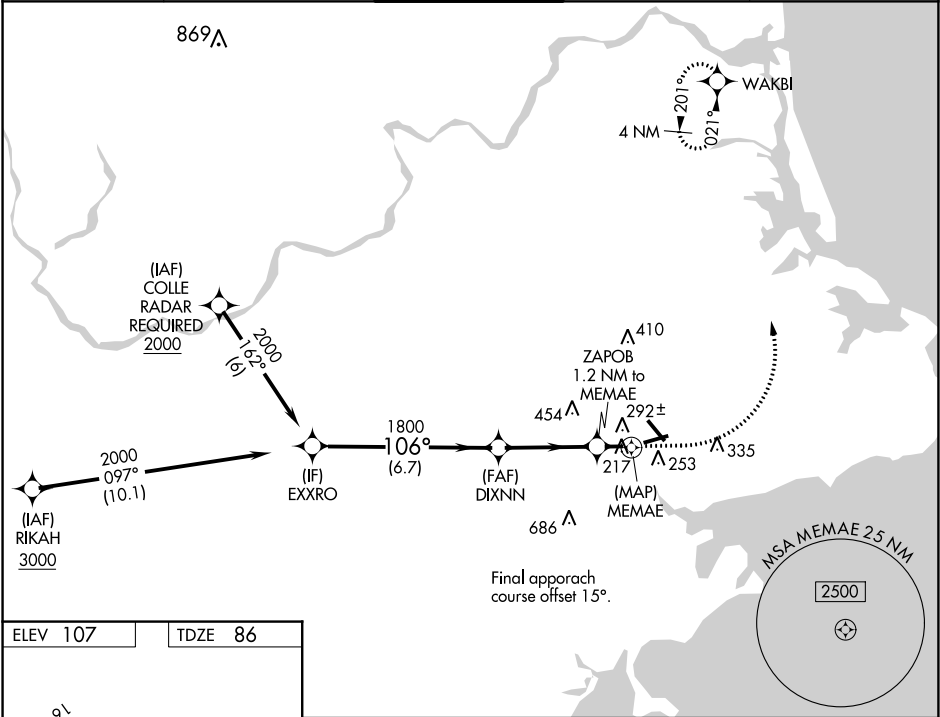 869
WAKBI
201°
021°
4 NM
(IAF)
COLLE
RADAR
REQUIRED
2000
2000
162°
(6)
410
ZAPOB
1.2 NM to
MEMAE
454
292±
1800
106°
(6.7)
2000
097°
(10.1)
(IF)
EXXRO
(FAF)
DIXNN
217
253
335
(MAP)
MEMAE
(IAF)
RIKAH
3000
686
Final apporach
course offset 15°.
MSA MEMAE 25 NM
2500
ELEV 107
TDZE 86
16